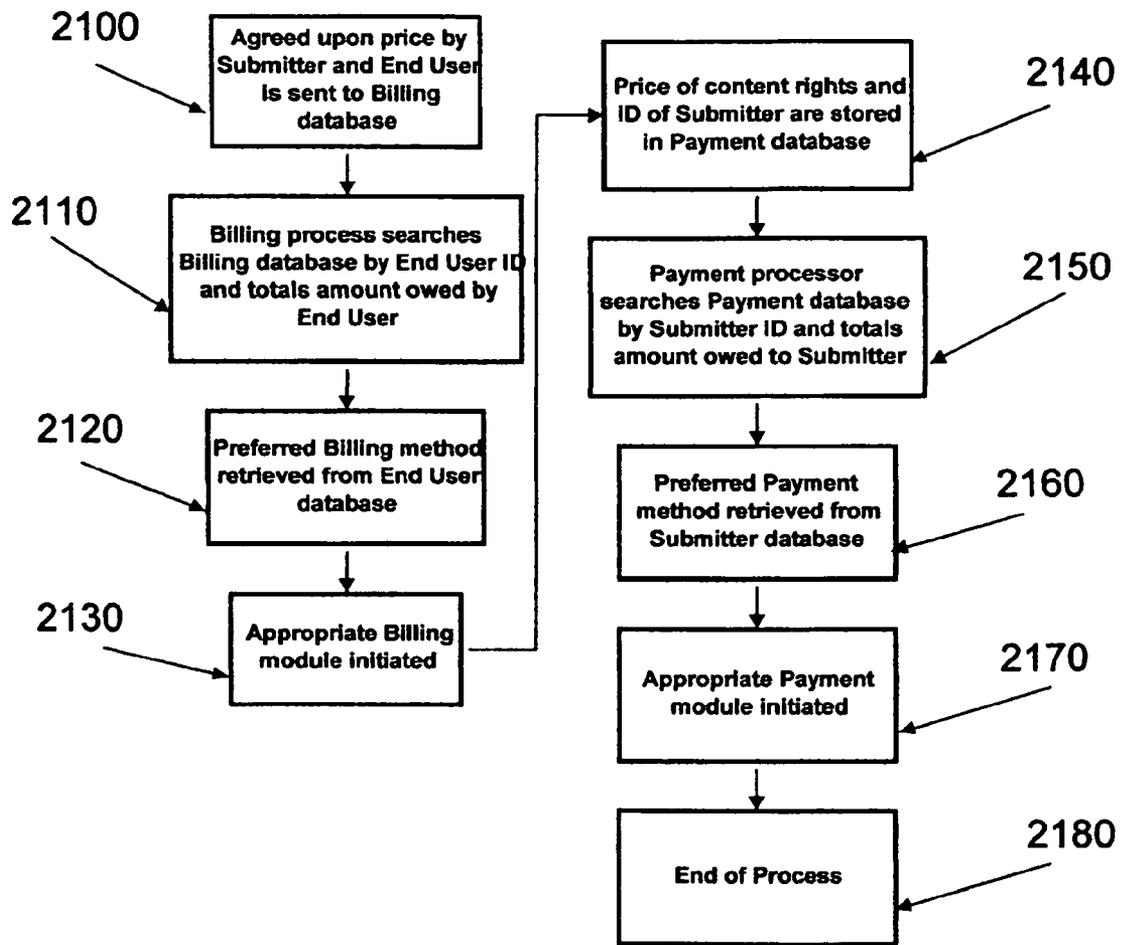 2100
Agreed upon price by
Submitter and End User
is sent to Billing
database
2110
Billing process searches
Billing database by End User ID
and totals amount owed by
End User
2120
Preferred Billing method
retrieved from End User
database
2130
Appropriate Billing
module initiated
2140
Price of content rights and
ID of Submitter are stored
in Payment database
2150
Payment processor
searches Payment database
by Submitter ID and totals
amount owed to Submitter
2160
Preferred Payment
method retrieved from
Submitter database
2170
Appropriate Payment
module initiated
2180
End of Process